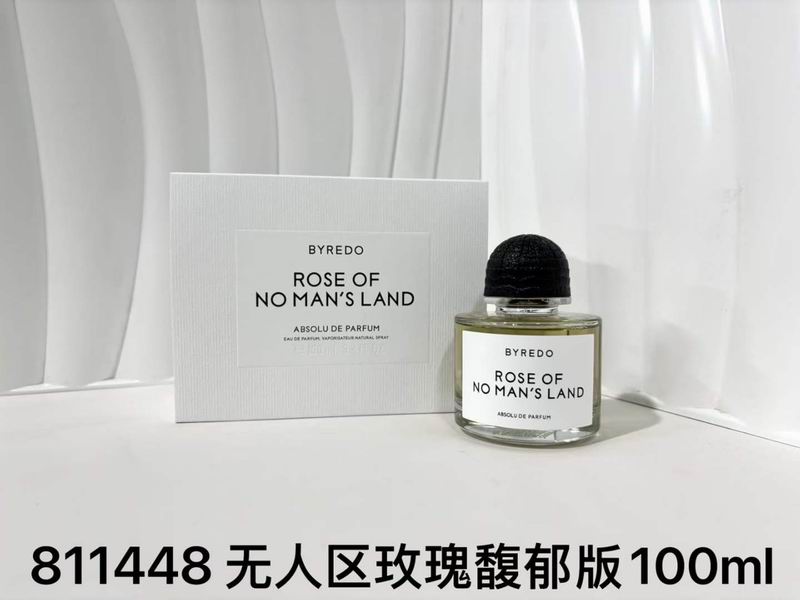 BYREDO
ROSE OF
NO MAN'S LAND
ABSOLU DE PARFUM
EAU DE PARFUM, VAPORISATEUR NATURAL SPRAY
BYREDO
ROSE OF
NO MAN'S LAND
ABSOLU DE PARFUM
811448 无人区玫瑰馥郁版100ml